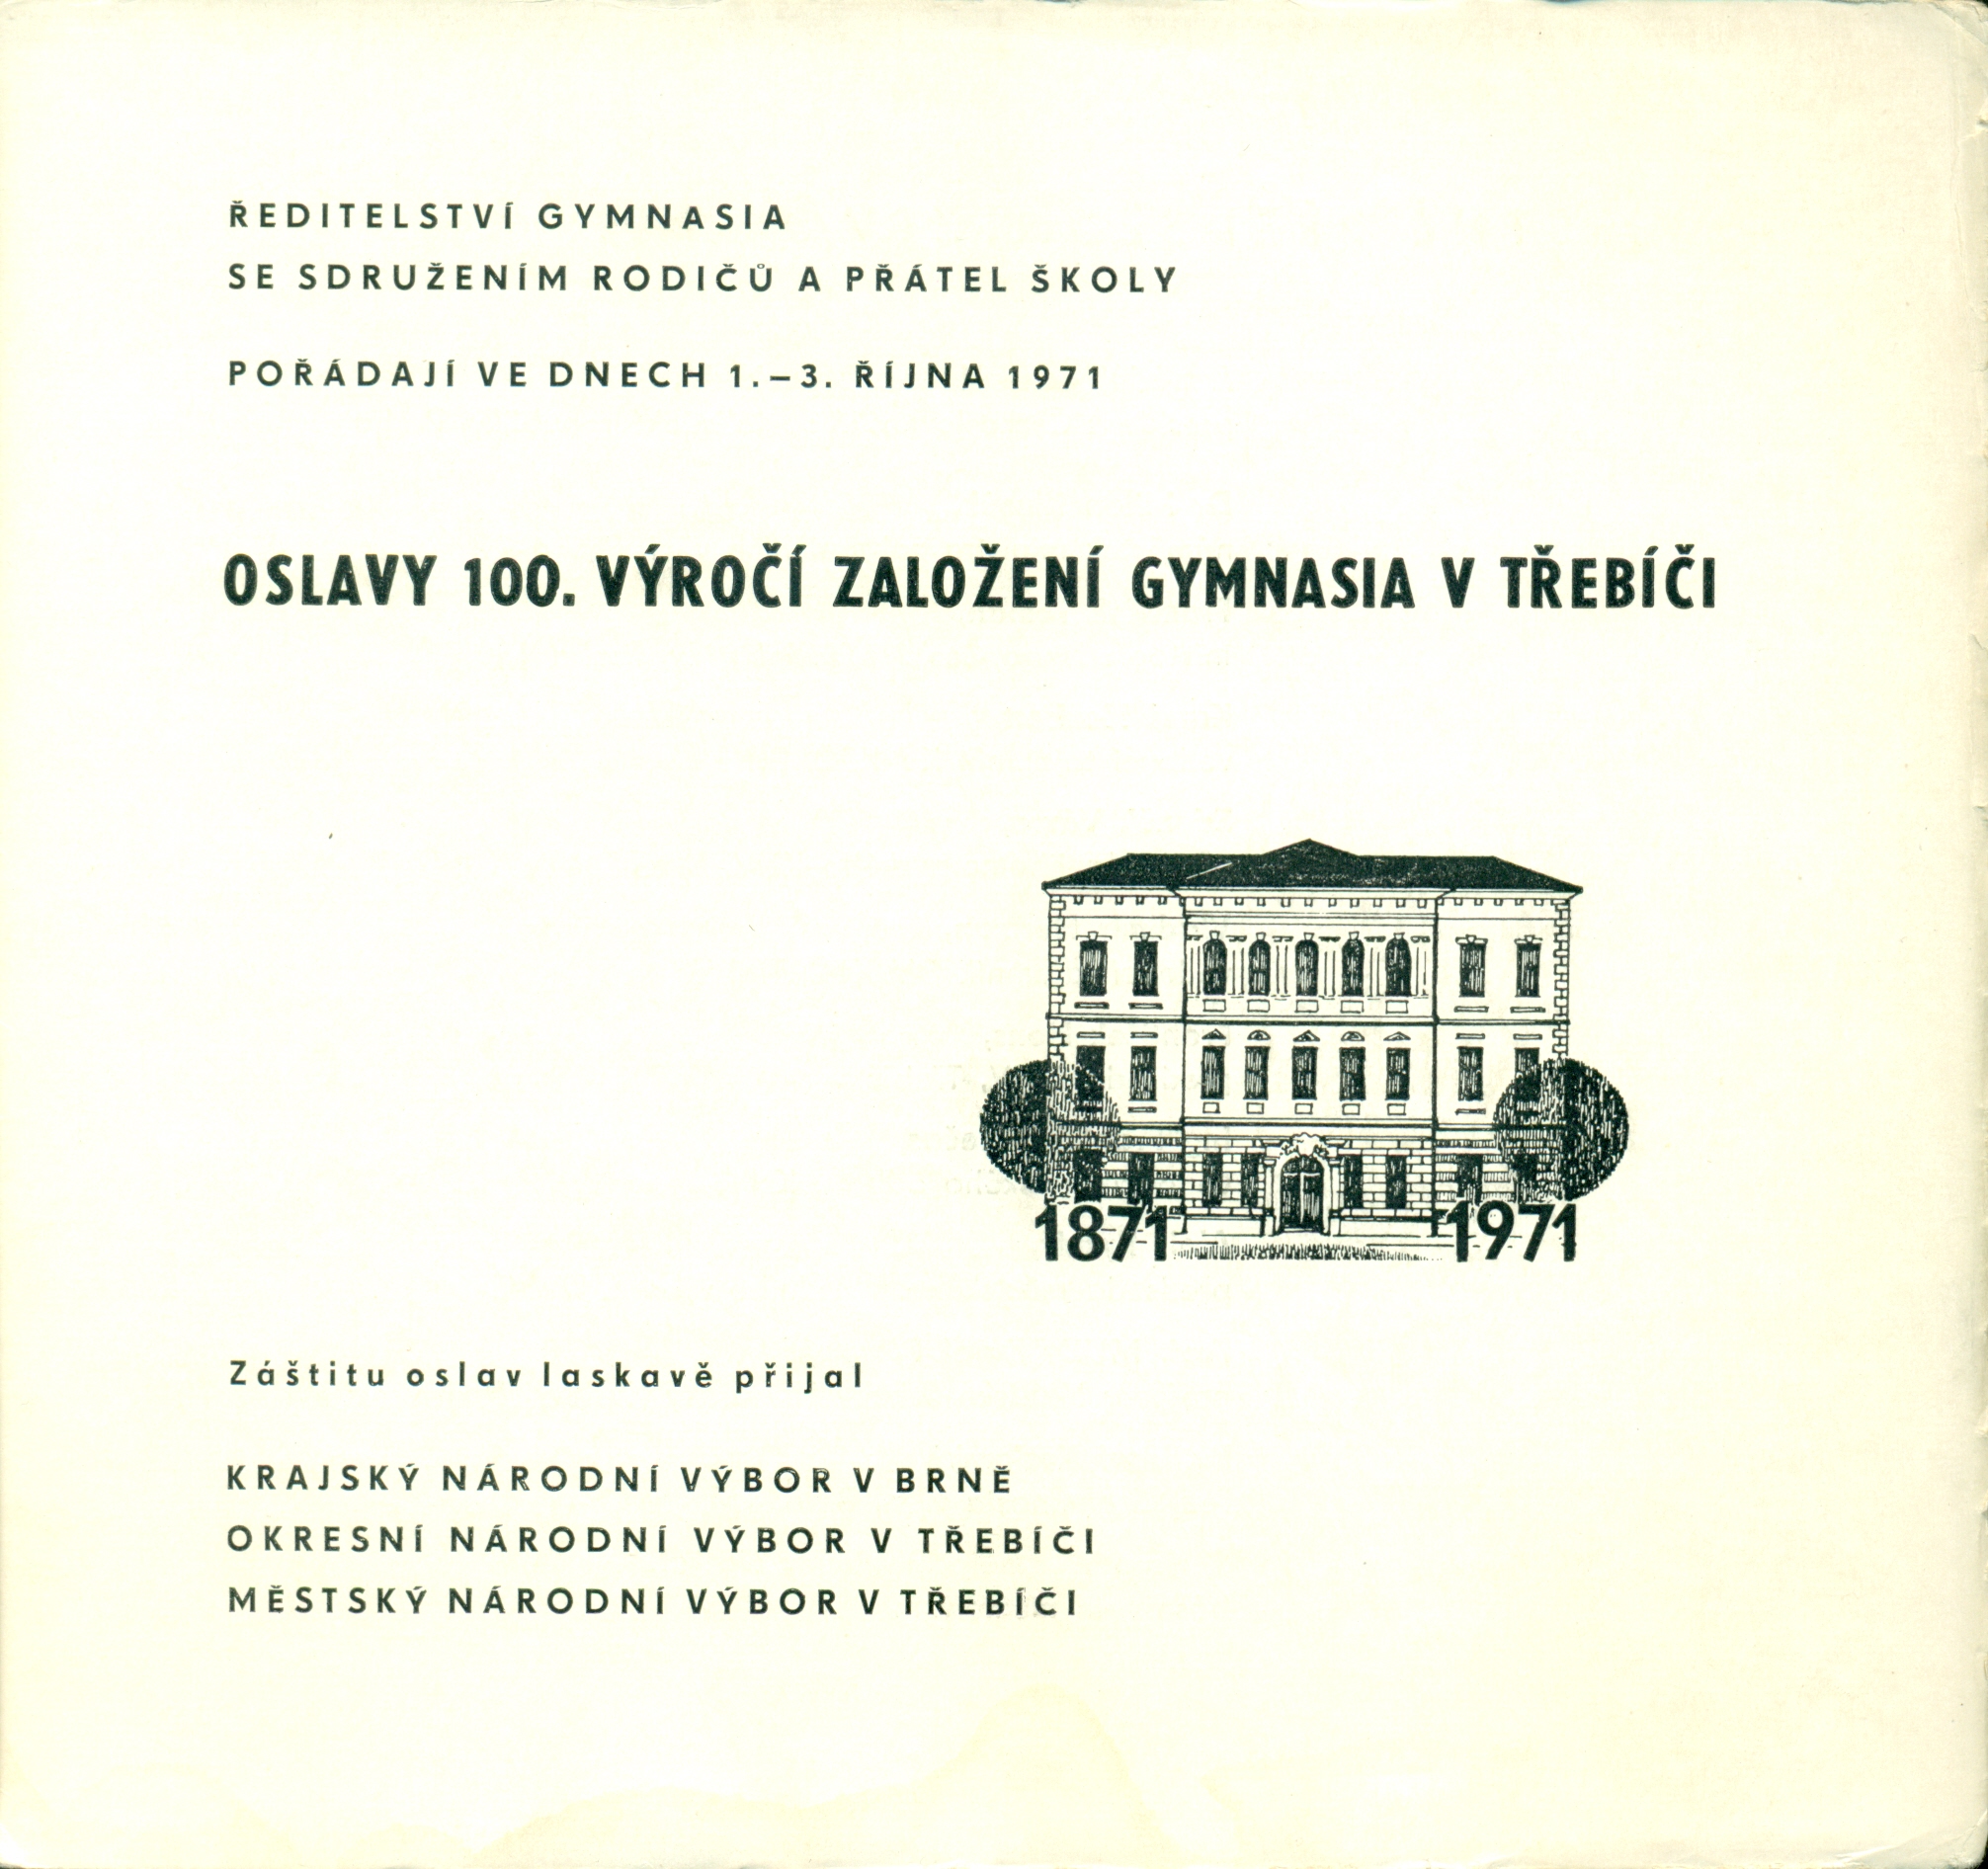 ŘEDITELSTVÍ GYMNASIA
SE SDRUŽENÍM RODIČŮ A PŘÁTEL ŠKOLY
POŘÁDAJÍ VE DNECH 1.–3. ŘÍJNA 1971
OSLAVY 100. VÝROČÍ ZALOŽENÍ GYMNASIA V TŘEBÍČI
1871 1971
Záštitu oslav laskavě přijal
KRAJSKÝ NÁRODNÍ VÝBOR V BRNĚ
OKRESNÍ NÁRODNÍ VÝBOR V TŘEBÍČI
MĚSTSKÝ NÁRODNÍ VÝBOR V TŘEBÍČI